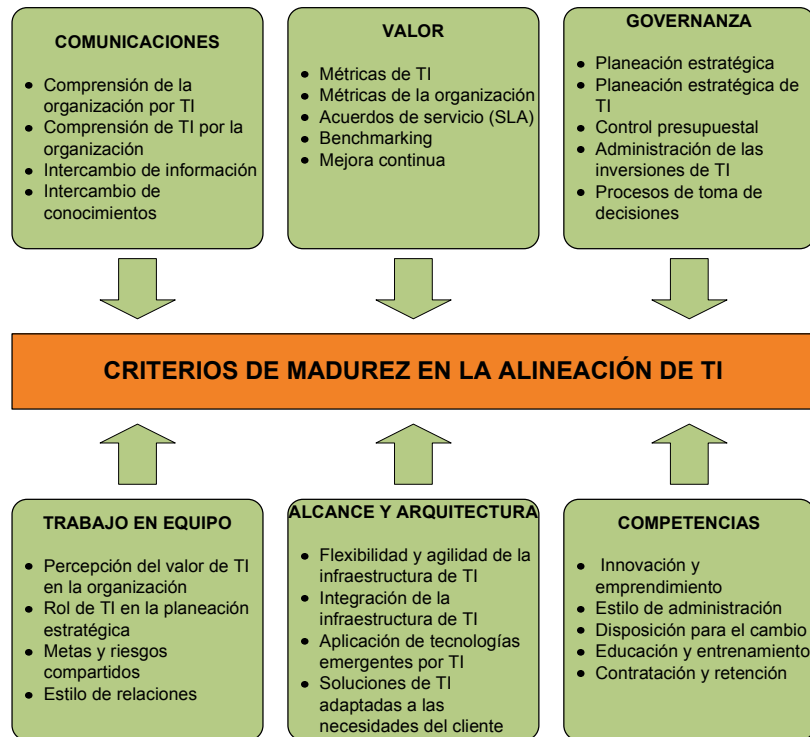 COMUNICACIONES
• Comprensión de la
organización por TI
• Comprensión de TI por la
organización
• Intercambio de información
• Intercambio de
conocimientos
VALOR
• Métricas de TI
• Métricas de la organización
• Acuerdos de servicio (SLA)
• Benchmarking
• Mejora continua
GOVERNANZA
• Planeación estratégica
• Planeación estratégica de
TI
• Control presupuestal
• Administración de las
inversiones de TI
• Procesos de toma de
decisiones
CRITERIOS DE MADUREZ EN LA ALINEACIÓN DE TI
TRABAJO EN EQUIPO
• Percepción del valor de TI
en la organización
• Rol de TI en la planeación
estratégica
• Metas y riesgos
compartidos
• Estilo de relaciones
ALCANCE Y ARQUITECTURA
• Flexibilidad y agilidad de la
infraestructura de TI
• Integración de la
infraestructura de TI
• Aplicación de tecnologías
emergentes por TI
• Soluciones de TI
adaptadas a las
necesidades del cliente
COMPETENCIAS
• Innovación y
emprendimiento
• Estilo de administración
• Disposición para el cambio
• Educación y entrenamiento
• Contratación y retención